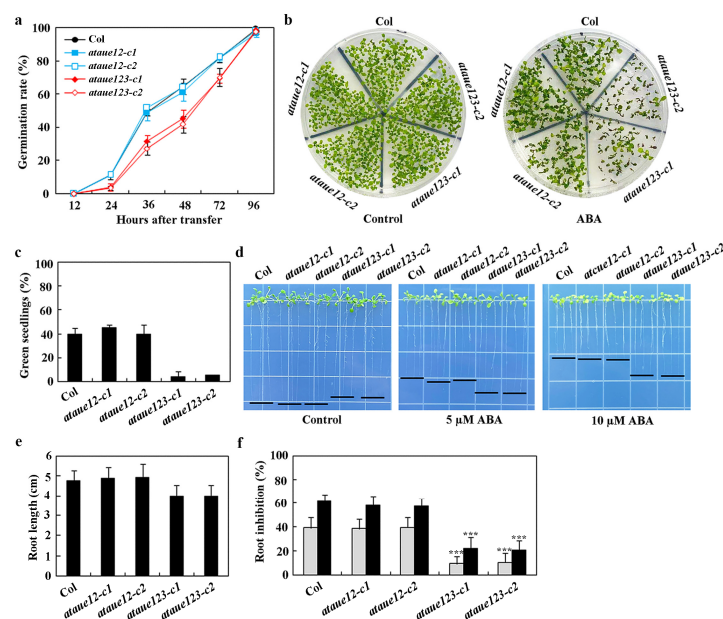 a
Germination rate (%)
100
80
60
40
20
0
12 24 36 48 72 96
Hours after transfer
Col
ataue12-c1
ataue12-c2
ataue123-c1
ataue123-c2
b
Col
ataue12-c1
ataue123-c2
ataue12-c2
ataue123-c1
Control
Col
ataue12-c1
ataue123-c2
ataue12-c2
ataue123-c1
ABA
c
Green seedlings (%)
100
80
60
40
20
0
Col
ataue12-c1
ataue12-c2
ataue123-c1
ataue123-c2
d
Col
ataue12-c1
ataue12-c2
ataue123-c1
ataue123-c2
Control
Col
ataue12-c1
ataue12-c2
ataue123-c1
ataue123-c2
5 µM ABA
Col
atcue12-c1
ataue12-c2
ataue123-c1
ataue123-c2
10 µM ABA
e
Root length (cm)
6
5
4
3
2
1
0
Col
ataue12-c1
ataue12-c2
ataue123-c1
ataue123-c2
f
Root inhibition (%)
100
80
60
40
20
0
*** *** *** ***
Col
ataue12-c1
ataue12-c2
ataue123-c1
ataue123-c2